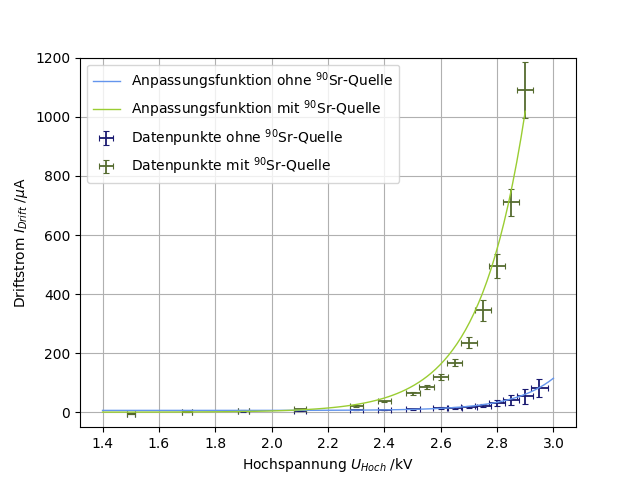 1200
1000
800
600
400
200
0
Driftstrom I_Drift /μA
Anpassungsfunktion ohne ⁹⁰Sr-Quelle
Anpassungsfunktion mit ⁹⁰Sr-Quelle
Datenpunkte ohne ⁹⁰Sr-Quelle
Datenpunkte mit ⁹⁰Sr-Quelle
1.4 1.6 1.8 2.0 2.2 2.4 2.6 2.8 3.0
Hochspannung U_Hoch /kV